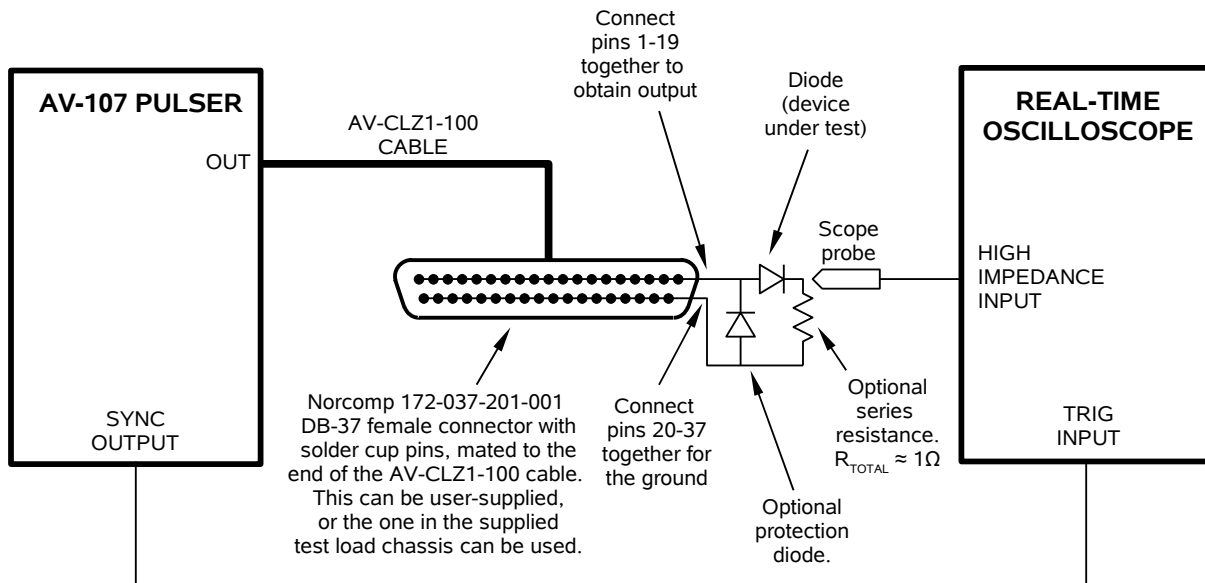 Connect
pins 1-19
together to
obtain output
AV-107 PULSER
OUT
AV-CLZ1-100
CABLE
Diode
(device
under test)
REAL-TIME
OSCILLOSCOPE
Scope
probe
HIGH
IMPEDANCE
INPUT
SYNC
OUTPUT
Norcomp 172-037-201-001
DB-37 female connector with
solder cup pins, mated to the
end of the AV-CLZ1-100 cable.
This can be user-supplied,
or the one in the supplied
test load chassis can be used.
Connect
pins 20-37
together for
the ground
Optional
protection
diode.
Optional
series
resistance.
RTOTAL ≈ 1Ω
TRIG
INPUT